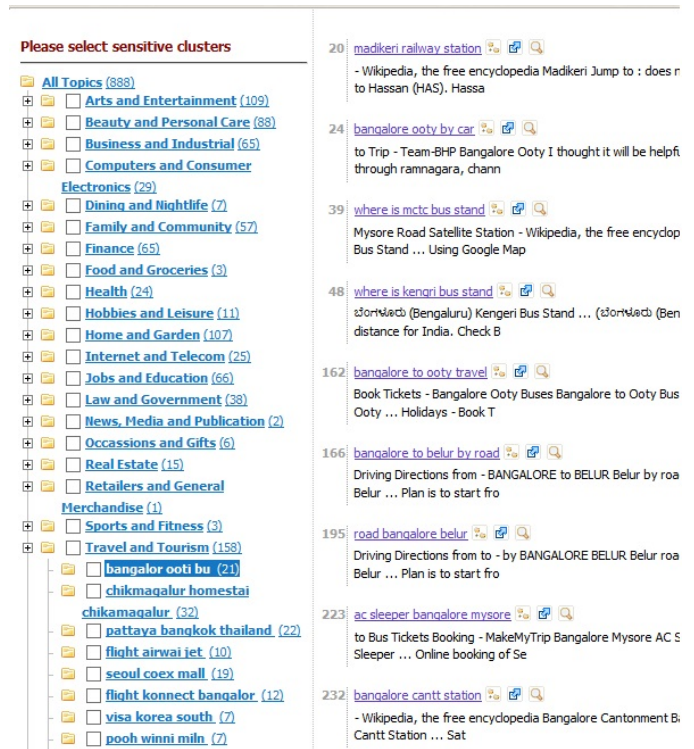 Please select sensitive clusters
All Topics (888)
Arts and Entertainment (109)
Beauty and Personal Care (88)
Business and Industrial (65)
Computers and Consumer
Electronics (29)
Dining and Nightlife (7)
Family and Community (57)
Finance (65)
Food and Groceries (3)
Health (24)
Hobbies and Leisure (11)
Home and Garden (107)
Internet and Telecom (25)
Jobs and Education (66)
Law and Government (38)
News, Media and Publication (2)
Occassions and Gifts (6)
Real Estate (15)
Retailers and General
Merchandise (1)
Sports and Fitness (3)
Travel and Tourism (158)
bangalor ooti bu (21)
chikmagalur homestai
chikamagalur (32)
pattaya bangkok thailand (22)
flight airwai jet (10)
seoul coex mall (19)
flight konnect bangalor (12)
visa korea south (7)
pooh winni miln (7)
20 madikeri railway station
- Wikipedia, the free encyclopedia Madikeri Jump to : does
to Hassan (HAS). Hassa
24 bangalore ooty by car
to Trip - Team-BHP Bangalore Ooty I thought it will be
through ramnagara, chann
39 where is mctc bus stand
Mysore Road Satellite Station - Wikipedia, the free
Bus Stand ... Using Google Map
48 where is kengri bus stand
ಬೆಂಗಳೂರು (Bengaluru) Kengeri Bus Stand ... (ಬೆಂಗಳೂರು (Ben
distance for India. Check B
162 bangalore to ooty travel
Book Tickets - Bangalore Ooty Buses Bangalore to Ooty Bus
Ooty ... Holidays - Book T
166 bangalore to belur by road
Driving Directions from - BANGALORE to BELUR Belur by roa
Belur ... Plan is to start fro
195 road bangalore belur
Driving Directions from to - by BANGALORE BELUR Belur roa
Belur ... Plan is to start fro
223 ac sleeper bangalore mysore
to Bus Tickets Booking - MakeMyTrip Bangalore Mysore AC S
Sleeper ... Online booking of Se
232 bangalore cantt station
- Wikipedia, the free encyclopedia Bangalore Cantonment
Cantt Station ... Sat